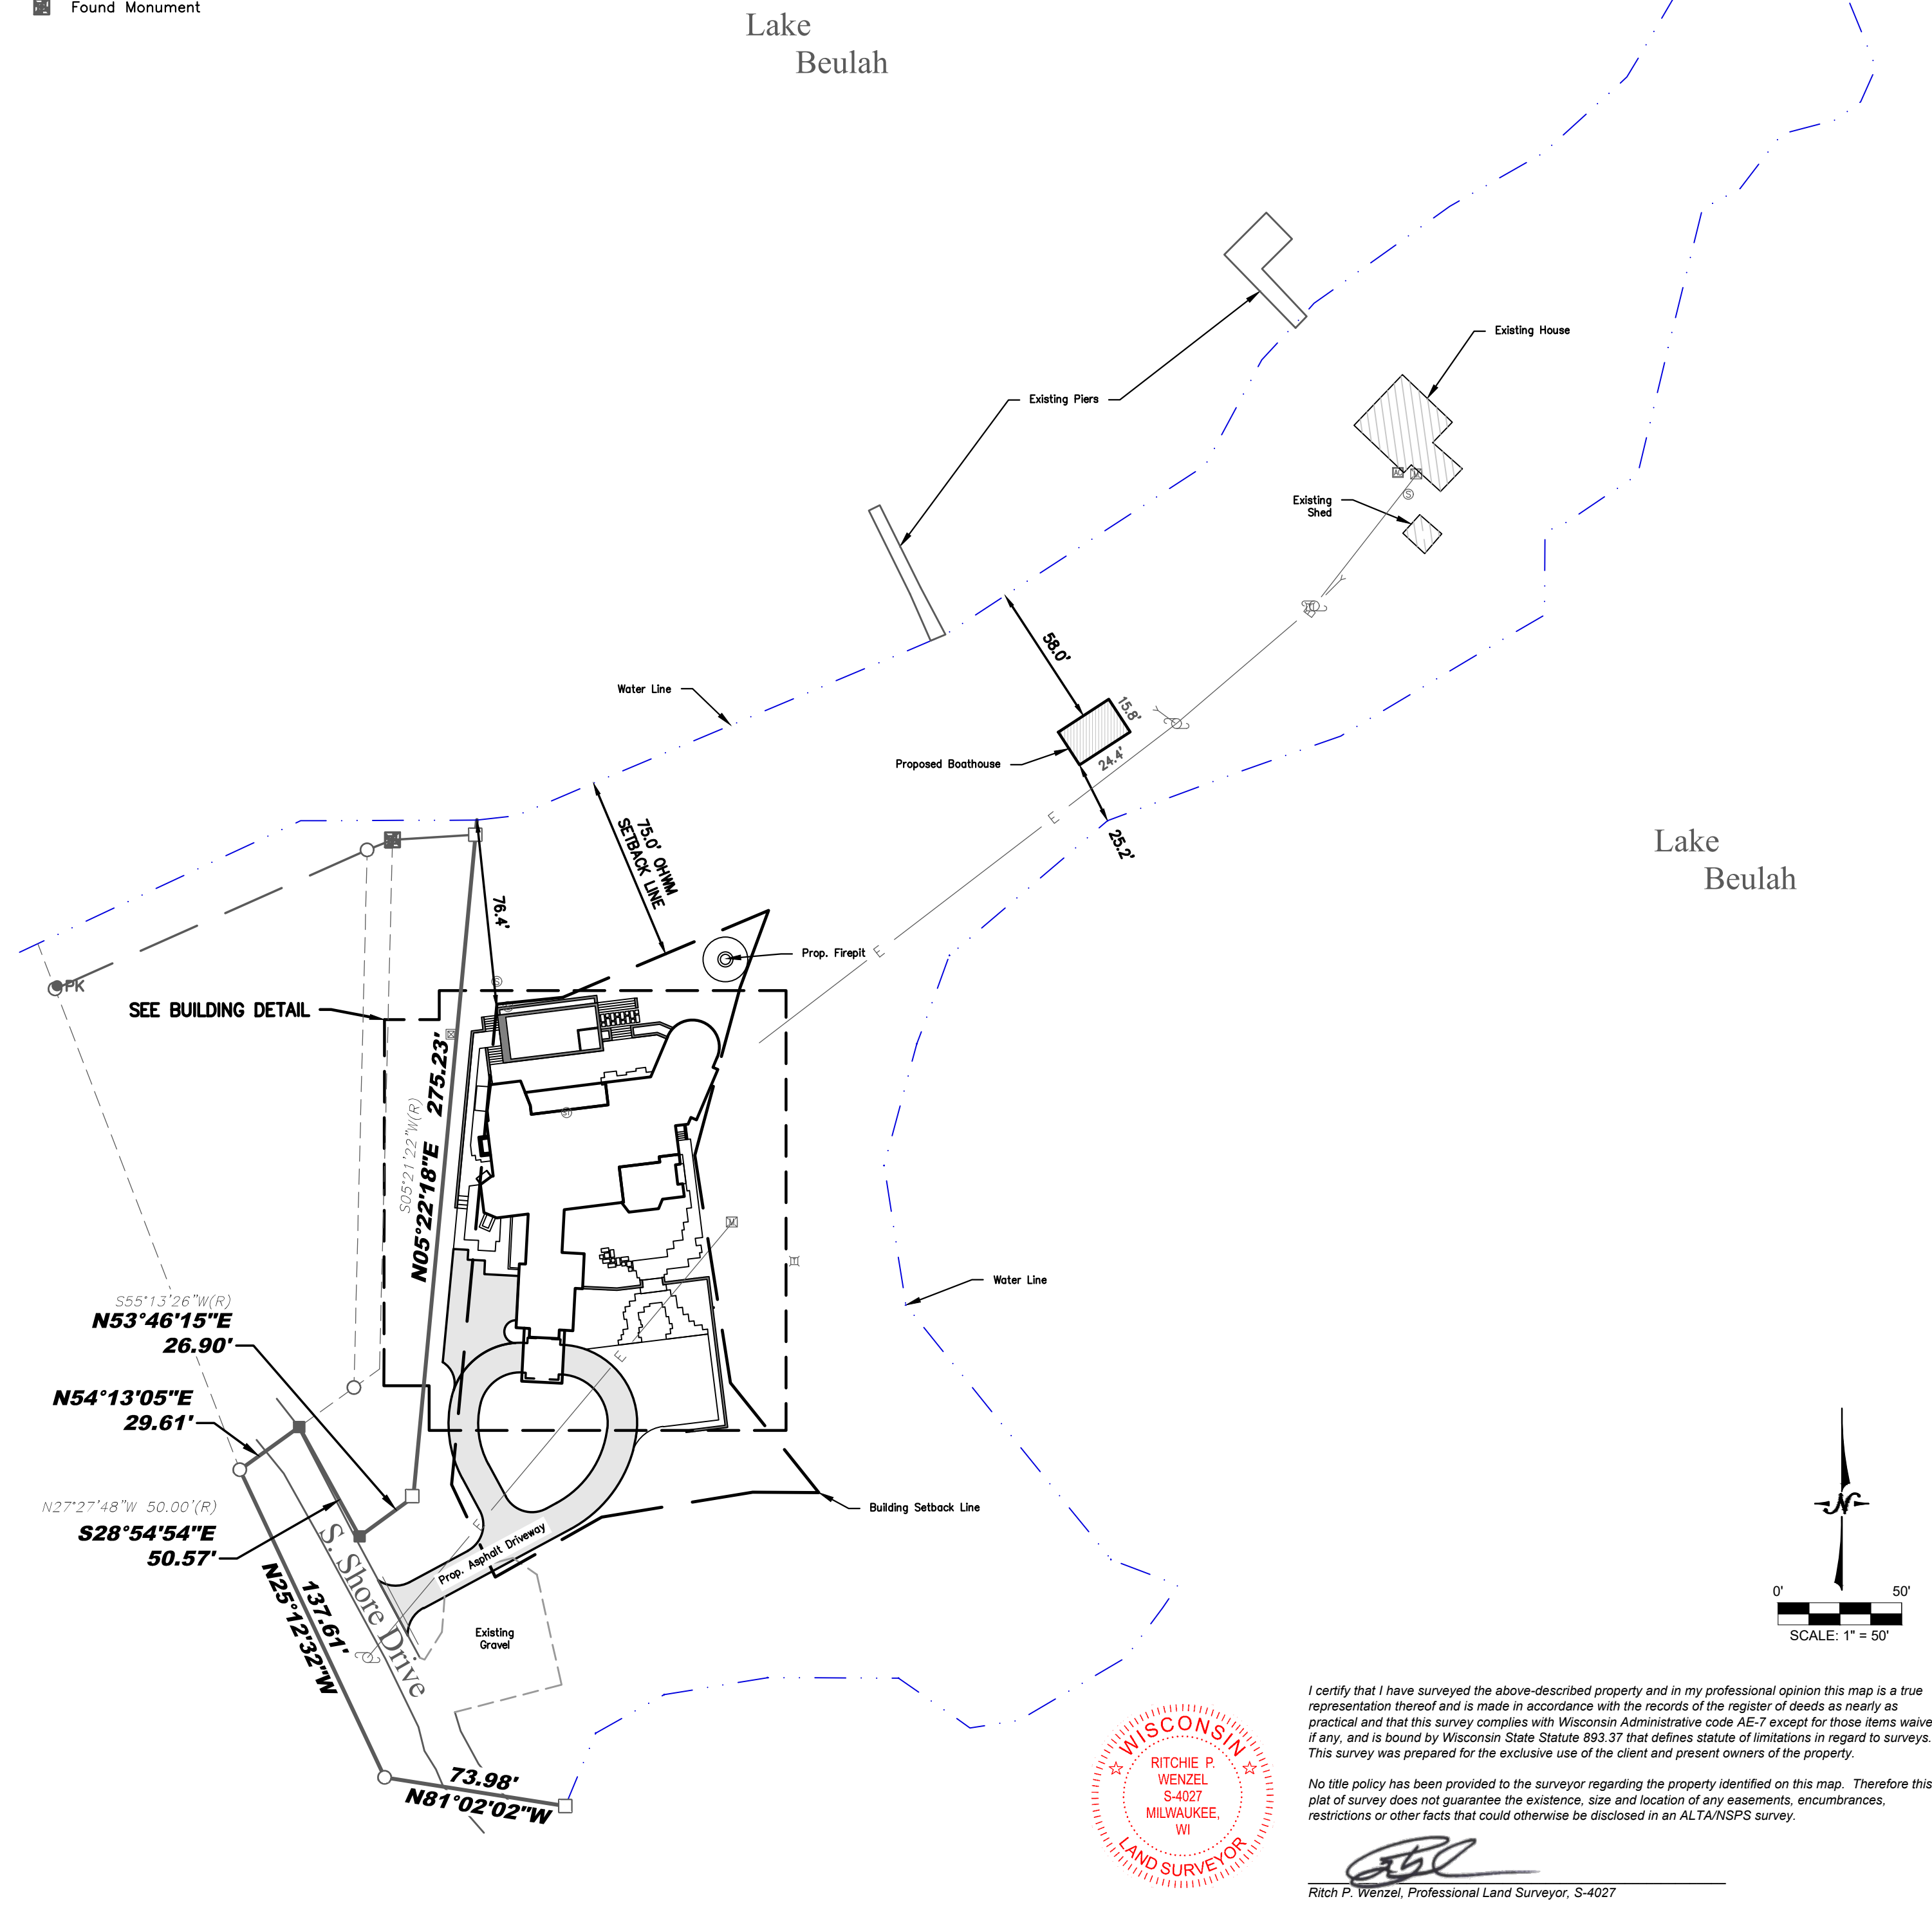 Found Monument
Lake
Beulah
Existing House
Existing Piers
Existing
Shed
AC
S
58.0'
Water Line
15.8'
24.4'
Proposed Boathouse
E
25.2'
Lake
Beulah
75.0' OHWM
SETBACK LINE
76.4'
E
Prop. Firepit
PK
S
SEE BUILDING DETAIL
N05°22'18"E 275.23'
S05°21'22"W(R)
ST
M
Water Line
S55°13'26"W(R)
N53°46'15"E
26.90'
E
N54°13'05"E
29.61'
N27°27'48"W 50.00'(R)
S28°54'54"E
50.57'
Building Setback Line
E
Prop. Asphalt Driveway
S. Shore Drive
137.61'
N25°12'32"W
Existing
Gravel
73.98'
N81°02'02"W
N
0' 50'
SCALE: 1" = 50'
I certify that I have surveyed the above-described property and in my professional opinion this map is a true
representation thereof and is made in accordance with the records of the register of deeds as nearly as
practical and that this survey complies with Wisconsin Administrative code AE-7 except for those items waive
if any, and is bound by Wisconsin State Statute 893.37 that defines statute of limitations in regard to surveys.
This survey was prepared for the exclusive use of the client and present owners of the property.
No title policy has been provided to the surveyor regarding the property identified on this map. Therefore this
plat of survey does not guarantee the existence, size and location of any easements, encumbrances,
restrictions or other facts that could otherwise be disclosed in an ALTA/NSPS survey.
WISCONSIN
RITCHIE P.
WENZEL
S-4027
MILWAUKEE,
WI
LAND SURVEYOR
Ritch P. Wenzel, Professional Land Surveyor, S-4027